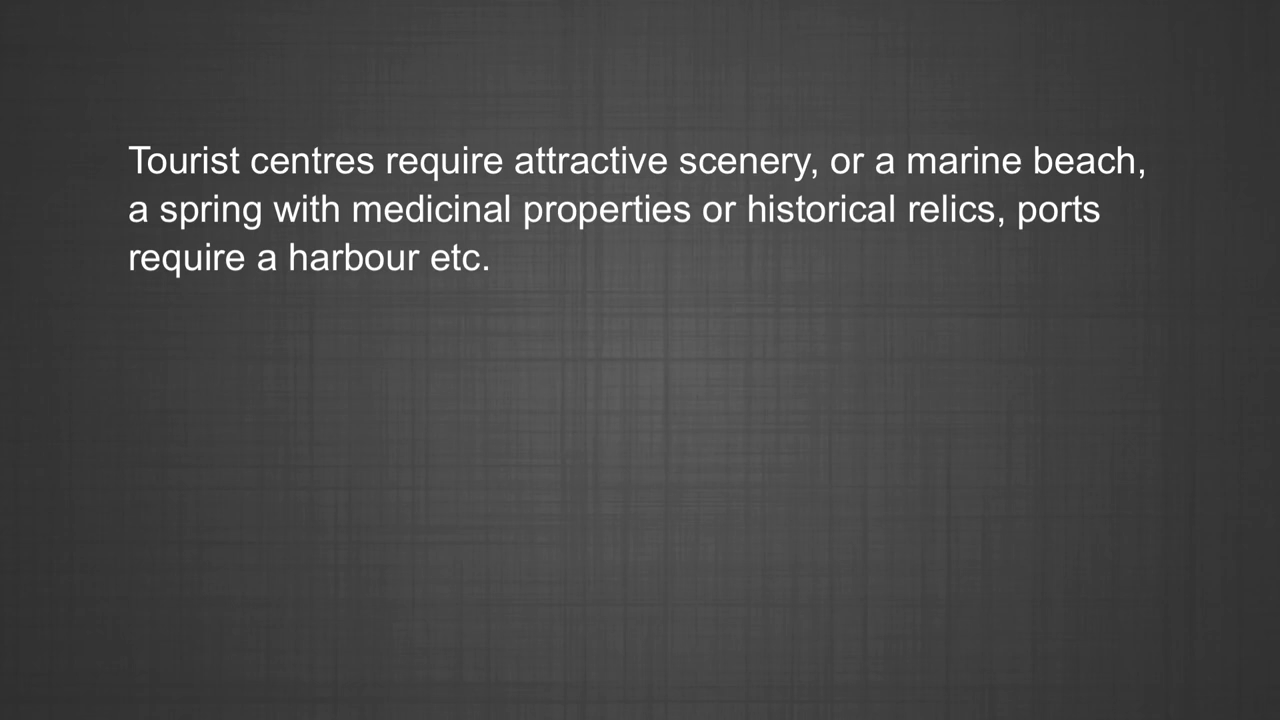 Tourist centres require attractive scenery, or a marine beach,
a spring with medicinal properties or historical relics, ports
require a harbour etc.